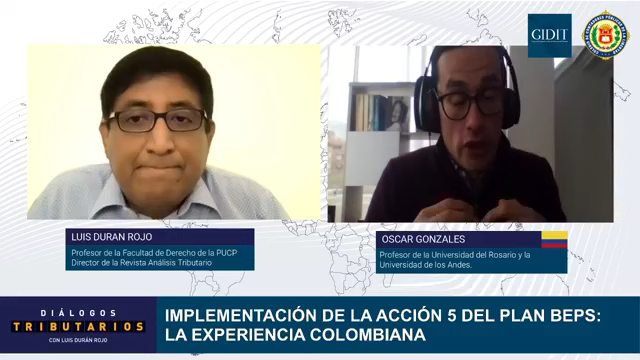 GIDIT
LUIS DURAN ROJO
Profesor de la Facultad de Derecho de la PUCP
Director de la Revista Análisis Tributario
OSCAR GONZALES
Profesor de la Universidad del Rosario y la
Universidad de los Andes.
DIÁLOGOS
TRIBUTARIOS
CON LUIS DURÁN ROJO
IMPLEMENTACIÓN DE LA ACCIÓN 5 DEL PLAN BEPS:
LA EXPERIENCIA COLOMBIANA